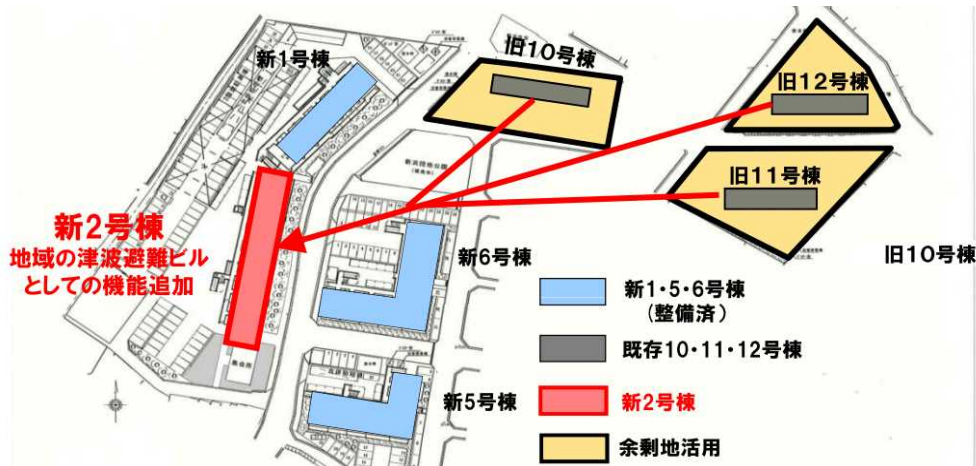 新1号棟
旧10号棟
旧12号棟
旧11号棟
新2号棟
地域の津波避難ビル
としての機能追加
新6号棟
旧10号棟
新1・5・6号棟
(整備済)
既存10・11・12号棟
新5号棟
新2号棟
余剰地活用